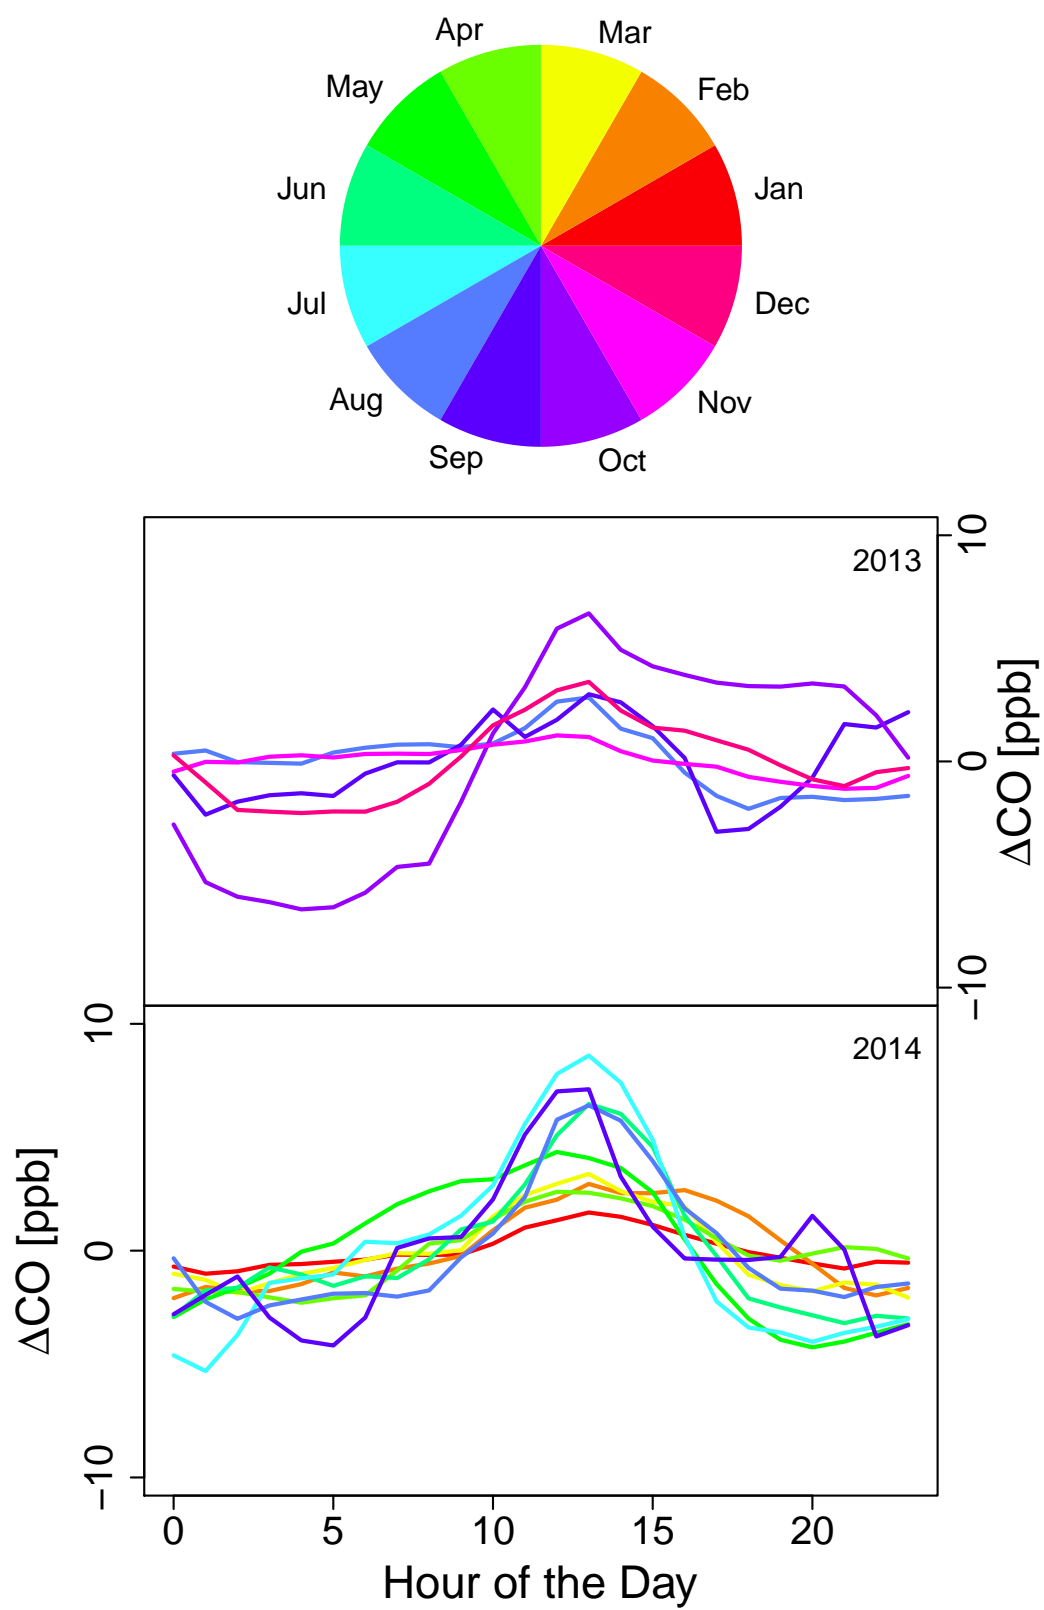 Apr
Mar
May
Feb
Jun
Jan
Jul
Dec
Aug
Nov
Sep
Oct
2013
10
0
−10
ΔCO [ppb]
2014
10
0
−10
ΔCO [ppb]
0 5 10 15 20
Hour of the Day